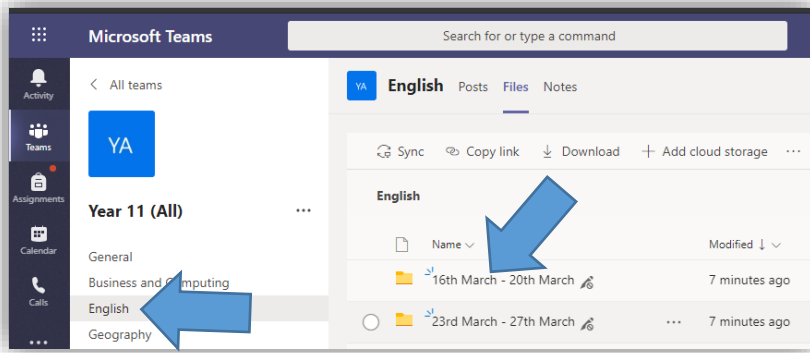 Microsoft Teams
Search for or type a command
Activity
Teams
Assignments
Calendar
Calls
All teams
YA
Year 11 (All)
General
Business and Computing
English
Geography
YA English Posts Files Notes
Sync Copy link Download Add cloud storage
English
Name Modified
16th March - 20th March 7 minutes ago
23rd March - 27th March 7 minutes ago